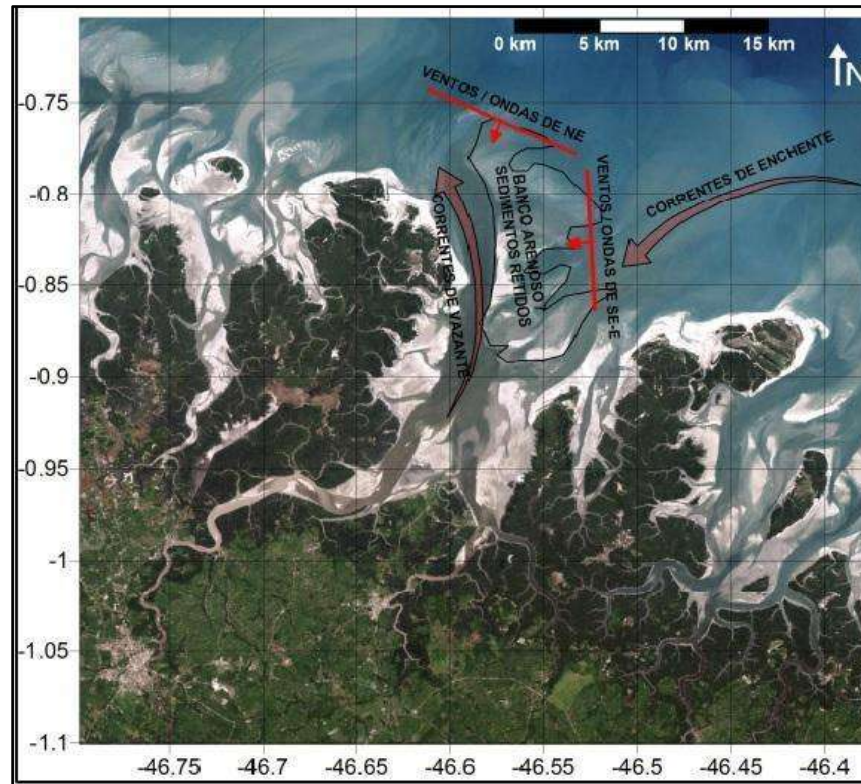 0 km 5 km 10 km 15 km
N
VENTOS / ONDAS DE NE
VENTOS / ONDAS DE SE-E
CORRENTES DE ENCHENTE
BANCO ARENOSO
SEDIMENTOS RETIDOS
CORRENTES DE VAZANTE
-0.75
-0.8
-0.85
-0.9
-0.95
-1
-1.05
-1.1
-46.75 -46.7 -46.65 -46.6 -46.55 -46.5 -46.45 -46.4